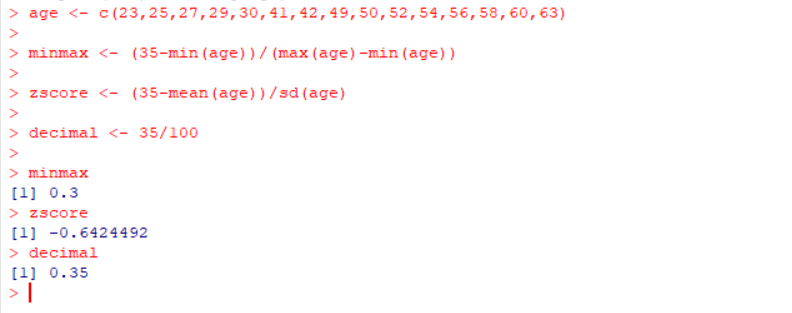 > age <- c(23,25,27,29,30,41,42,49,50,52,54,56,58,60,63)
>
> minmax <- (35-min(age))/(max(age)-min(age))
>
> zscore <- (35-mean(age))/sd(age)
>
> decimal <- 35/100
>
> minmax
[1] 0.3
> zscore
[1] -0.6424492
> decimal
[1] 0.35
>